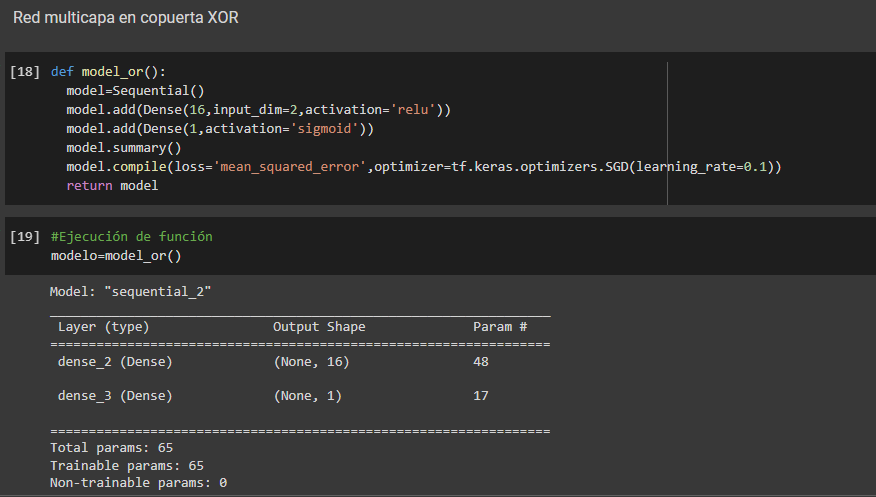 Red multicapa en copuerta XOR
[18] def model_or():
model=Sequential()
model.add(Dense(16,input_dim=2,activation='relu'))
model.add(Dense(1,activation='sigmoid'))
model.summary()
model.compile(loss='mean_squared_error',optimizer=tf.keras.optimizers.SGD(learning_rate=0.1))
return model
[19] #Ejecución de función
modelo=model_or()
Model: "sequential_2"
Layer (type) Output Shape Param #
=================================================================
dense_2 (Dense) (None, 16) 48
dense_3 (Dense) (None, 1) 17
=================================================================
Total params: 65
Trainable params: 65
Non-trainable params: 0